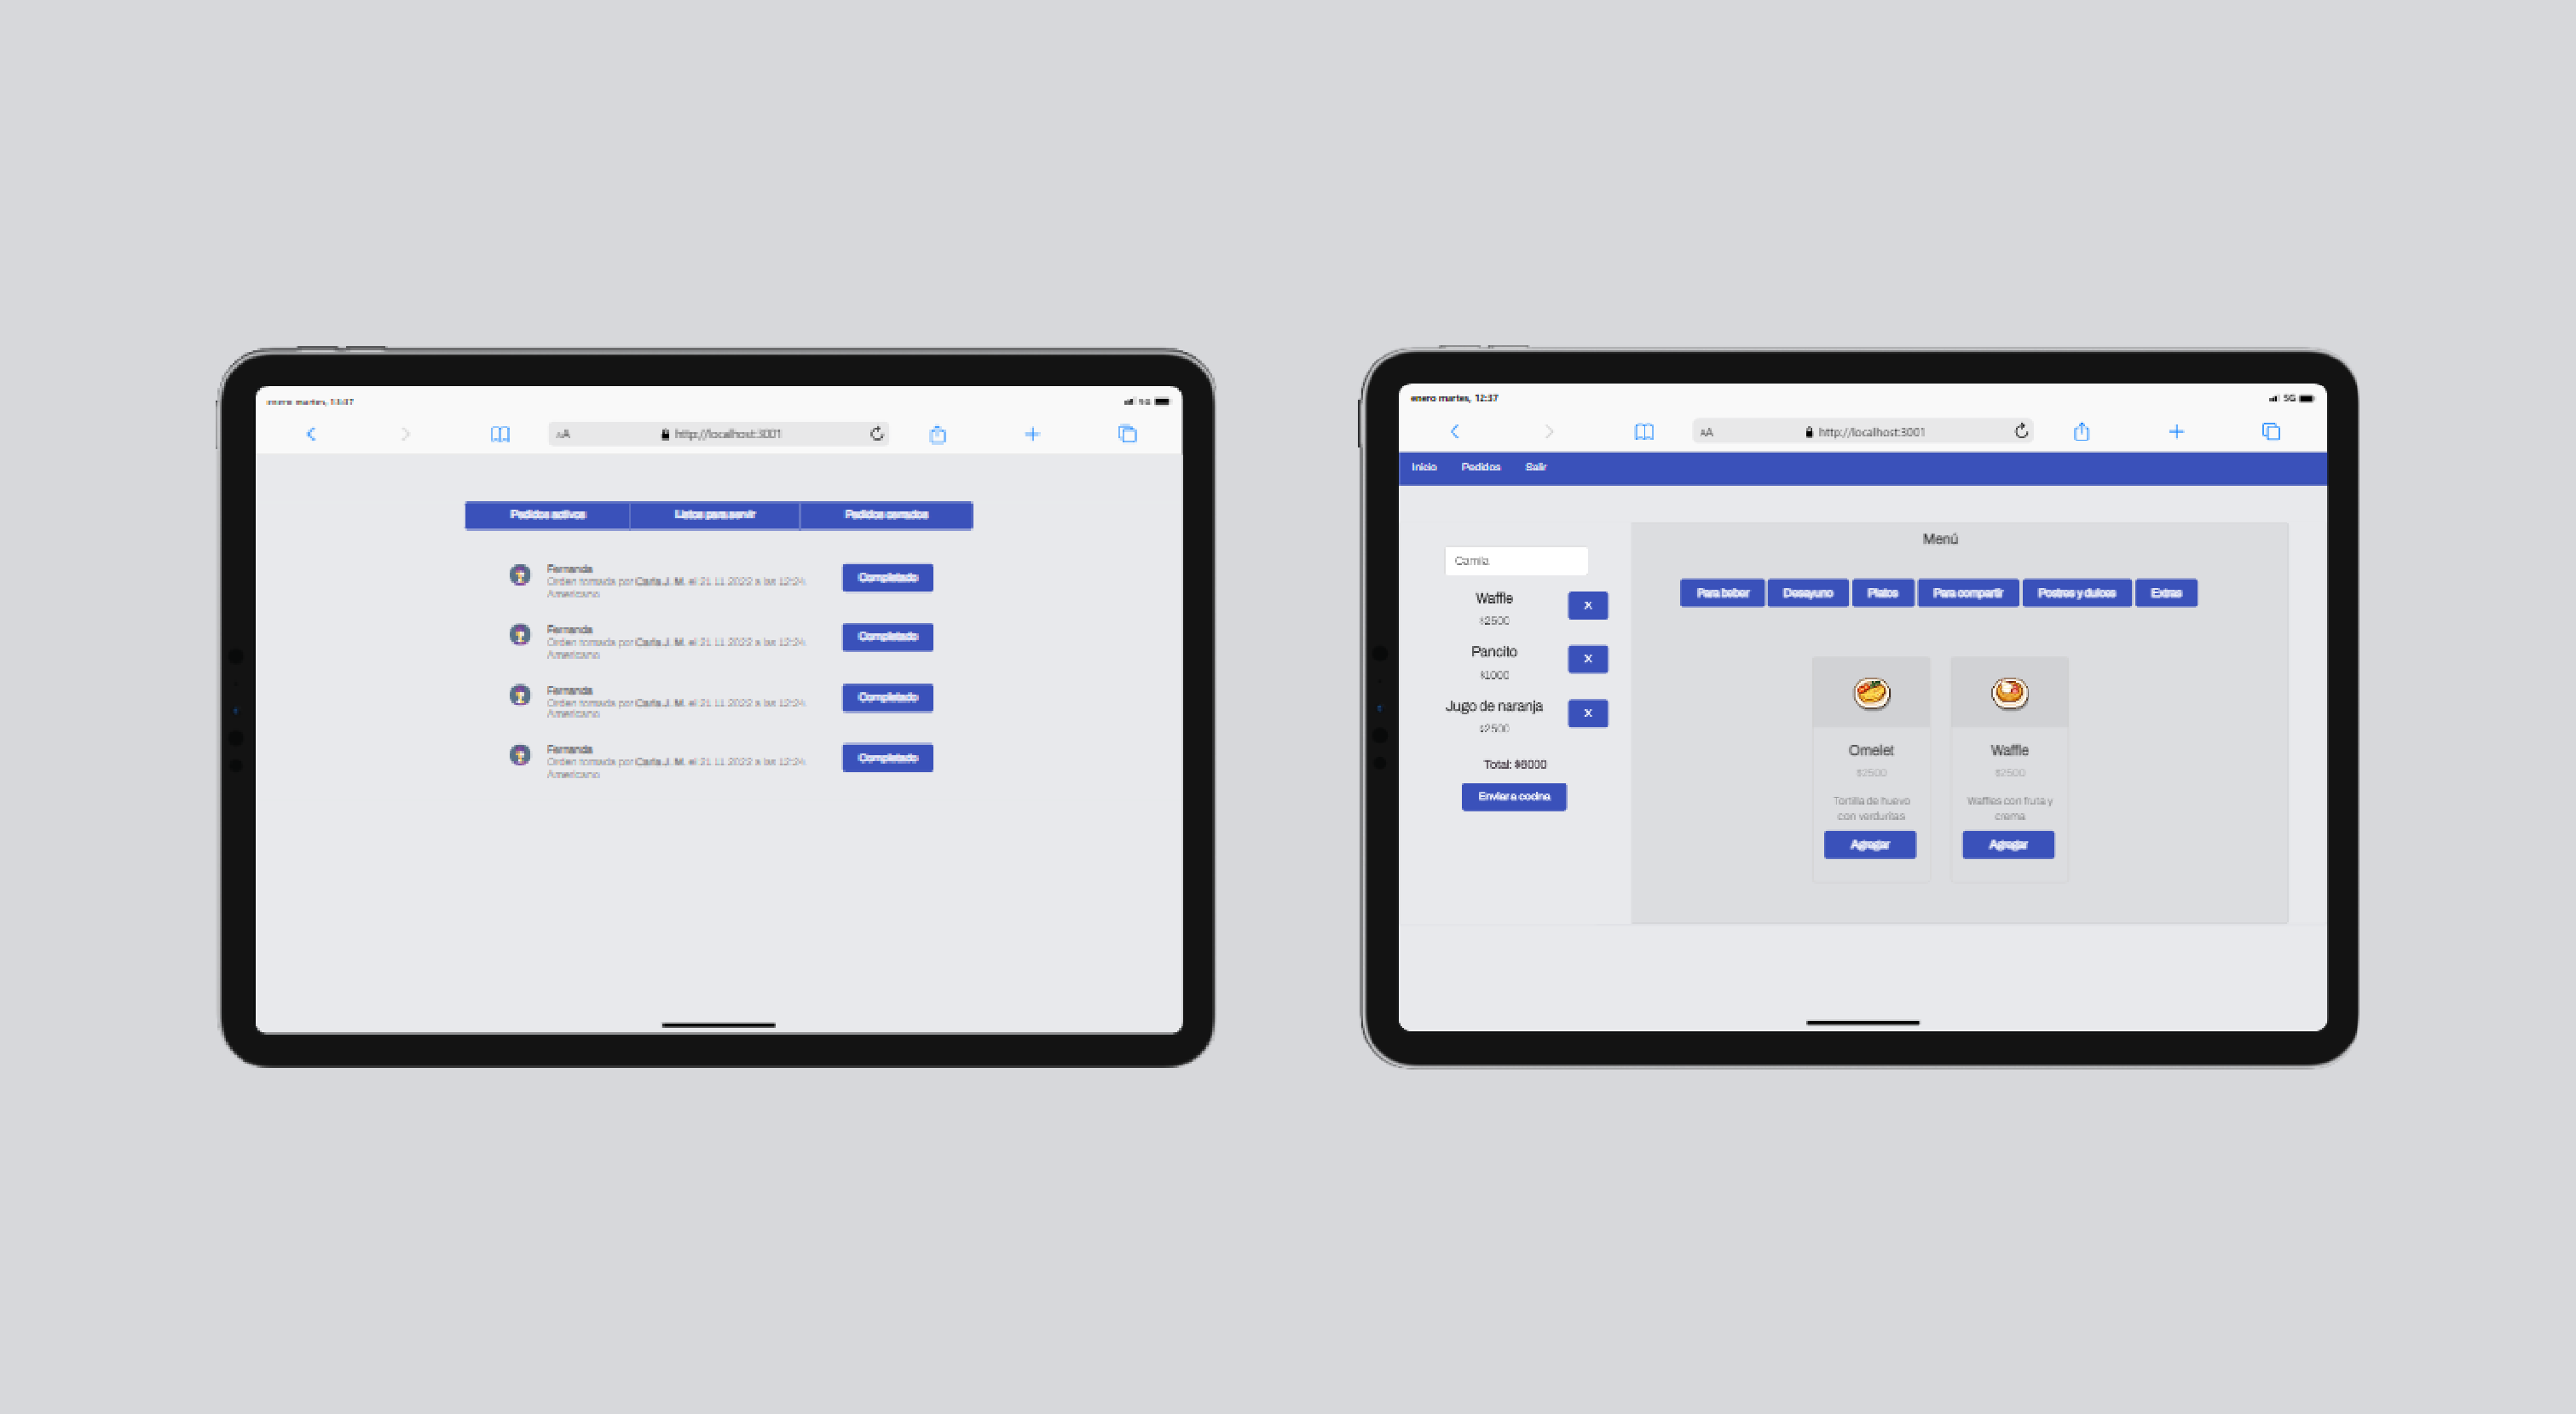 enero martes,
5G
AA
http://localhost:3001
Pedidos activos
Listos para servir
Pedidos cerrados
Fernanda
Orden tomada por Carla J. M. el 21.11.2022 a las 12:24
Americano
Completado
Fernanda
Orden tomada por Carla J. M. el 21.11.2022 a las 12:24
Americano
Completado
Fernanda
Orden tomada por Carla J. M. el 21.11.2022 a las 12:24
Americano
Completado
Fernanda
Orden tomada por Carla J. M. el 21.11.2022 a las 12:24
Americano
Completado
enero martes, 12:37
5G
AA
http://localhost:3001
Inicio
Pedidos
Salir
Camila
Waffle
$2500
X
Pancito
$1000
X
Jugo de naranja
$2500
X
Total: $6000
Enviar a cocina
Menú
Para beber
Desayuno
Platos
Para compartir
Postres y dulces
Extras
Omelet
$2500
Tortilla de huevo
con verduritas
Agregar
Waffle
$2500
Waffles con fruta y
crema
Agregar